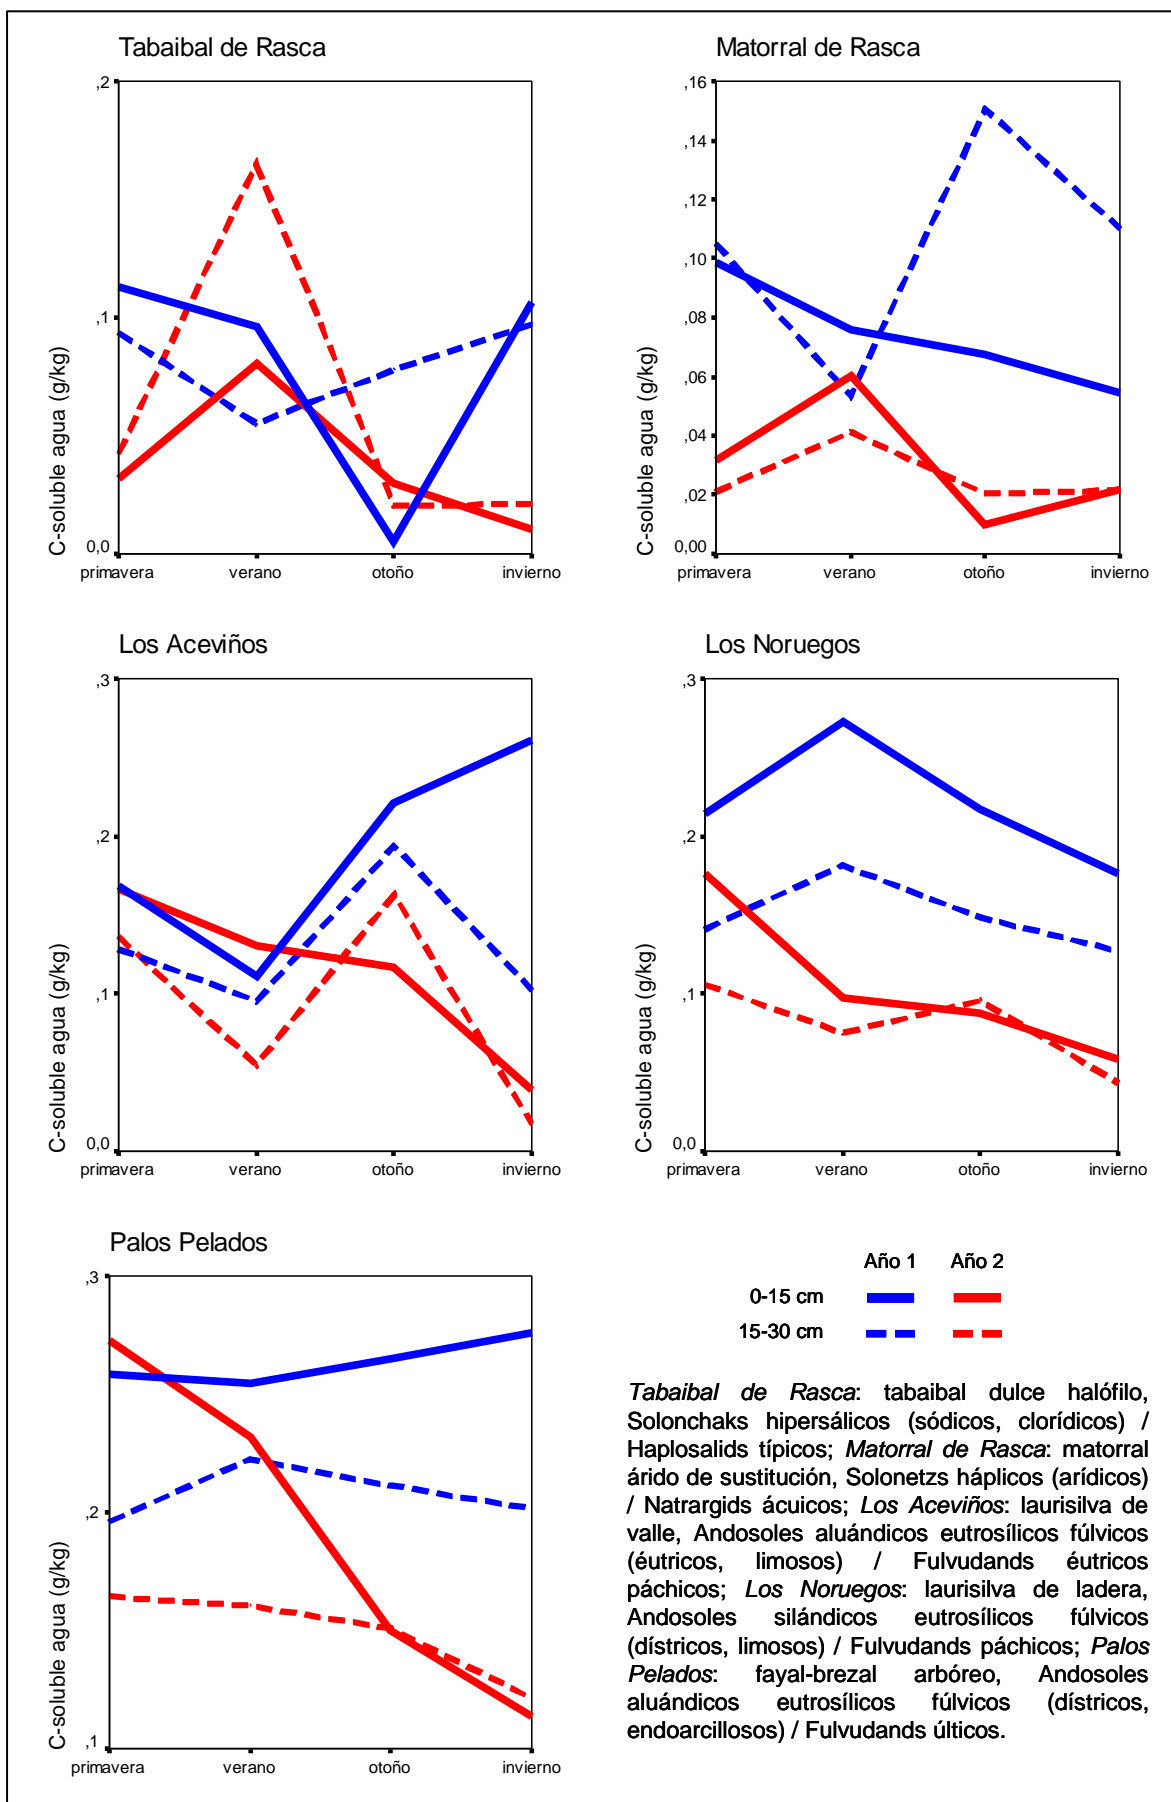 Tabaibal de Rasca
,2
,1
0,0
C-soluble agua (g/kg)
primavera verano otoño invierno
Matorral de Rasca
,16
,14
,12
,10
,08
,06
,04
,02
0,00
C-soluble agua (g/kg)
primavera verano otoño invierno
Los Aceviños
,3
,2
,1
0,0
C-soluble agua (g/kg)
primavera verano otoño invierno
Los Noruegos
,3
,2
,1
0,0
C-soluble agua (g/kg)
primavera verano otoño invierno
Palos Pelados
,3
,2
,1
C-soluble agua (g/kg)
primavera verano otoño invierno
Año 1 Año 2
0-15 cm
15-30 cm
Tabaibal de Rasca: tabaibal dulce halófilo,
Solonchaks hipersálicos (sódicos, clorídicos) /
Haplosalids típicos; Matorral de Rasca: matorral
árido de sustitución, Solonetzs háplicos (arídicos)
/ Natrargids ácuicos; Los Aceviños: laurisilva de
valle, Andosoles aluándicos eutrosílicos fúlvicos
(éutricos, limosos) / Fulvudands éutricos
páchicos; Los Noruegos: laurisilva de ladera,
Andosoles silándicos eutrosílicos fúlvicos
(dístricos, limosos) / Fulvudands páchicos; Palos
Pelados: fayal-brezal arbóreo, Andosoles
aluándicos eutrosílicos fúlvicos (dístricos,
endoarcillosos) / Fulvudands últicos.